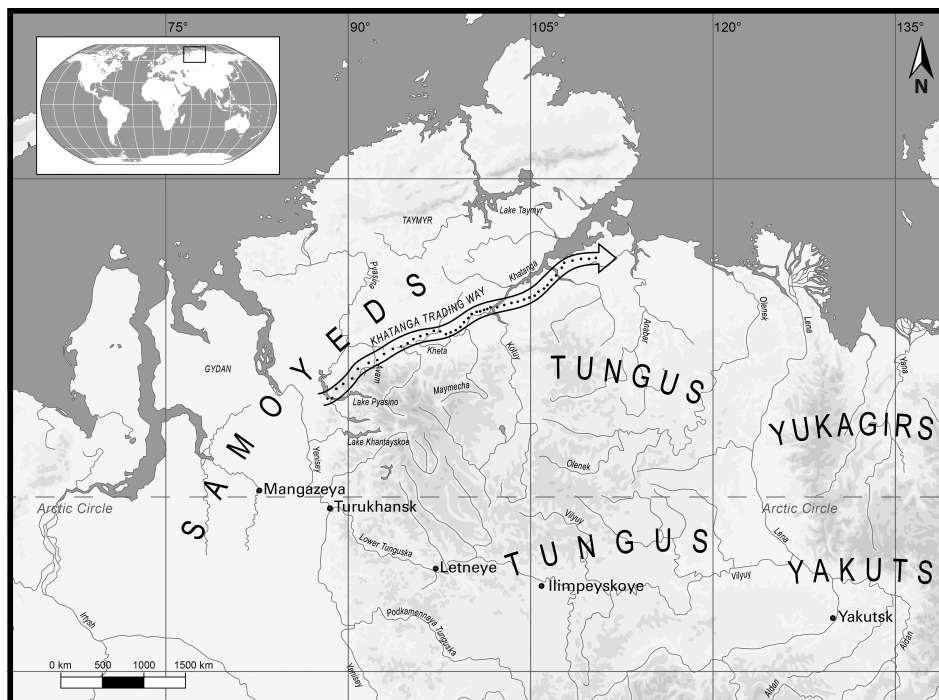 75°
90°
105°
120°
135°
N
Lake Taymyr
TAYMYR
Khatanga
Pyasina
KHATANGA TRADING WAY
SAMOYEDS
Olenek
Lena
Anabar
Yana
Kheta
Kotuy
GYDAN
Avam
TUNGUS
Maymecha
Lake Pyasino
YUKAGIRS
Lake Khantayskoe
Yenisey
Olenek
Mangazeya
Arctic Circle
Turukhansk
Arctic Circle
Vilyuy
Lena
Lower Tunguska
TUNGUS
Letneye
YAKUTS
Vilyuy
Ilimpeyskoye
Podkamennaya Tunguska
Irtysh
Yakutsk
Aldan
0 km 500 1000 1500 km
Yenisey
Aldan